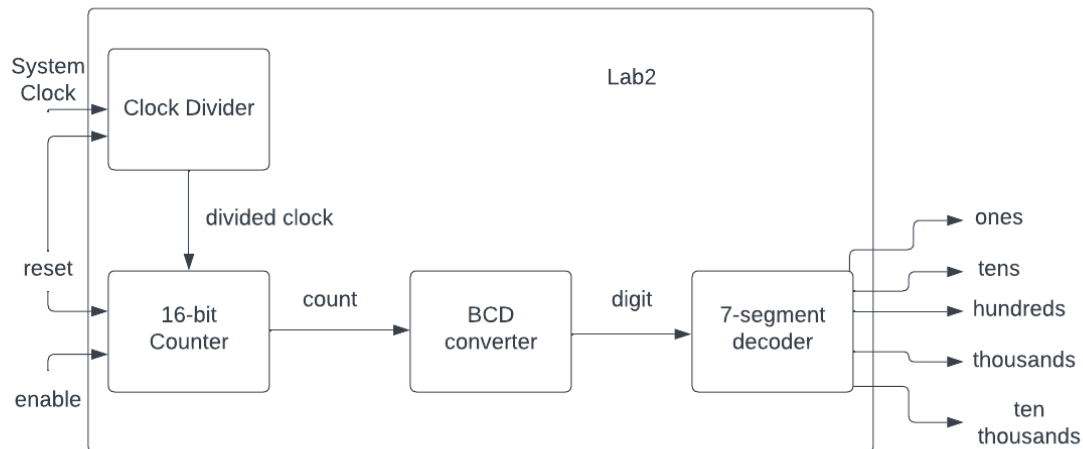 System
Clock
Clock Divider
Lab2
divided clock
ones
reset
tens
16-bit
Counter
count
BCD
converter
digit
7-segment
decoder
hundreds
thousands
enable
ten
thousands